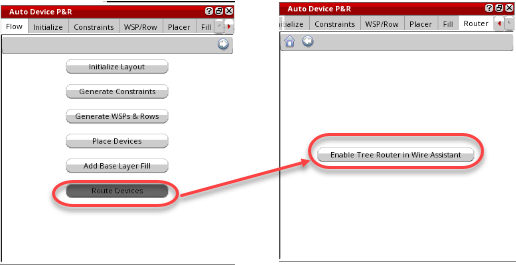 Auto Device P&R
Flow Initialize Constraints WSP/Row Placer Fill
Initialize Layout
Generate Constraints
Generate WSPs & Rows
Place Devices
Add Base Layer Fill
Route Devices
Auto Device P&R
itialize Constraints WSP/Row Placer Fill Router
Enable Tree Router in Wire Assistant